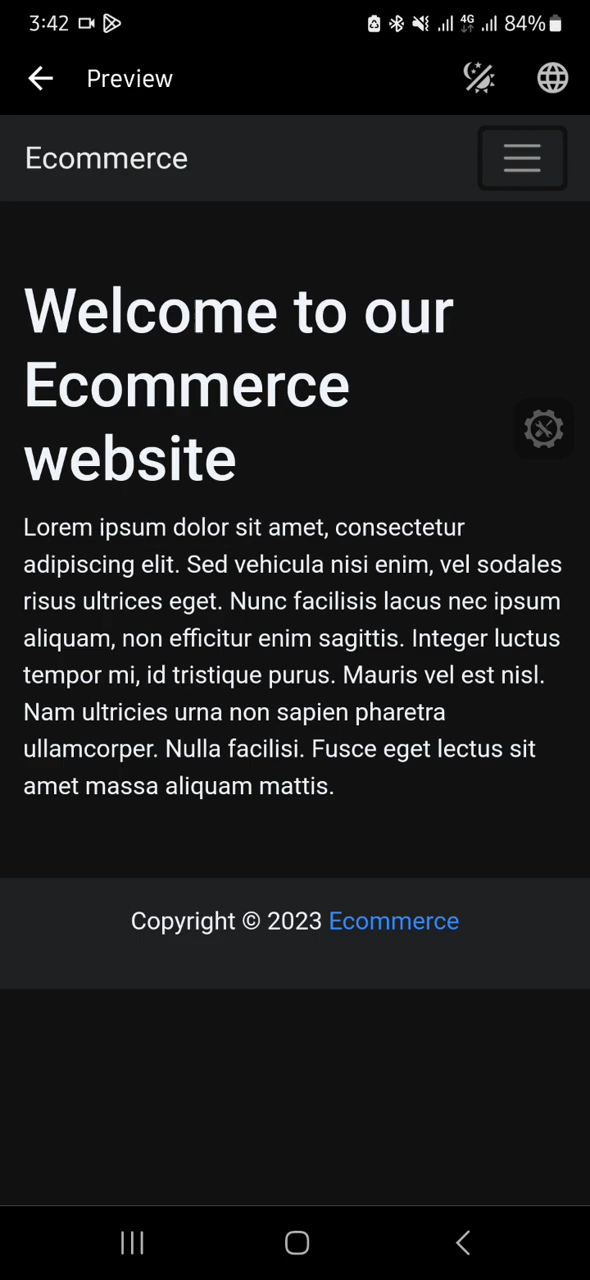 3:42 4G 84%
Preview
Ecommerce
Welcome to our
Ecommerce
website
Lorem ipsum dolor sit amet, consectetur
adipiscing elit. Sed vehicula nisi enim, vel sodales
risus ultrices eget. Nunc facilisis lacus nec ipsum
aliquam, non efficitur enim sagittis. Integer luctus
tempor mi, id tristique purus. Mauris vel est nisl.
Nam ultricies urna non sapien pharetra
ullamcorper. Nulla facilisi. Fusce eget lectus sit
amet massa aliquam mattis.
Copyright © 2023 Ecommerce